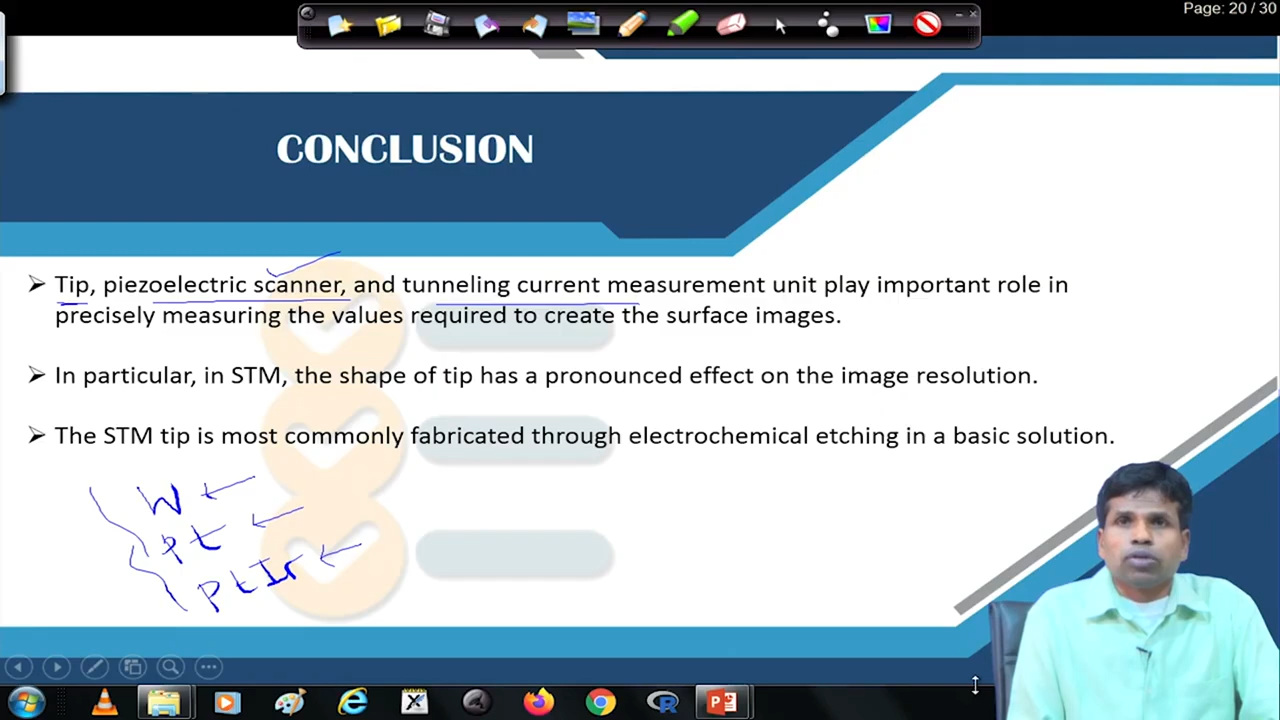 Page: 20 / 30
CONCLUSION
➢ Tip, piezoelectric scanner, and tunneling current measurement unit play important role in
precisely measuring the values required to create the surface images.
➢ In particular, in STM, the shape of tip has a pronounced effect on the image resolution.
➢ The STM tip is most commonly fabricated through electrochemical etching in a basic solution.
W
Pt
PtIr